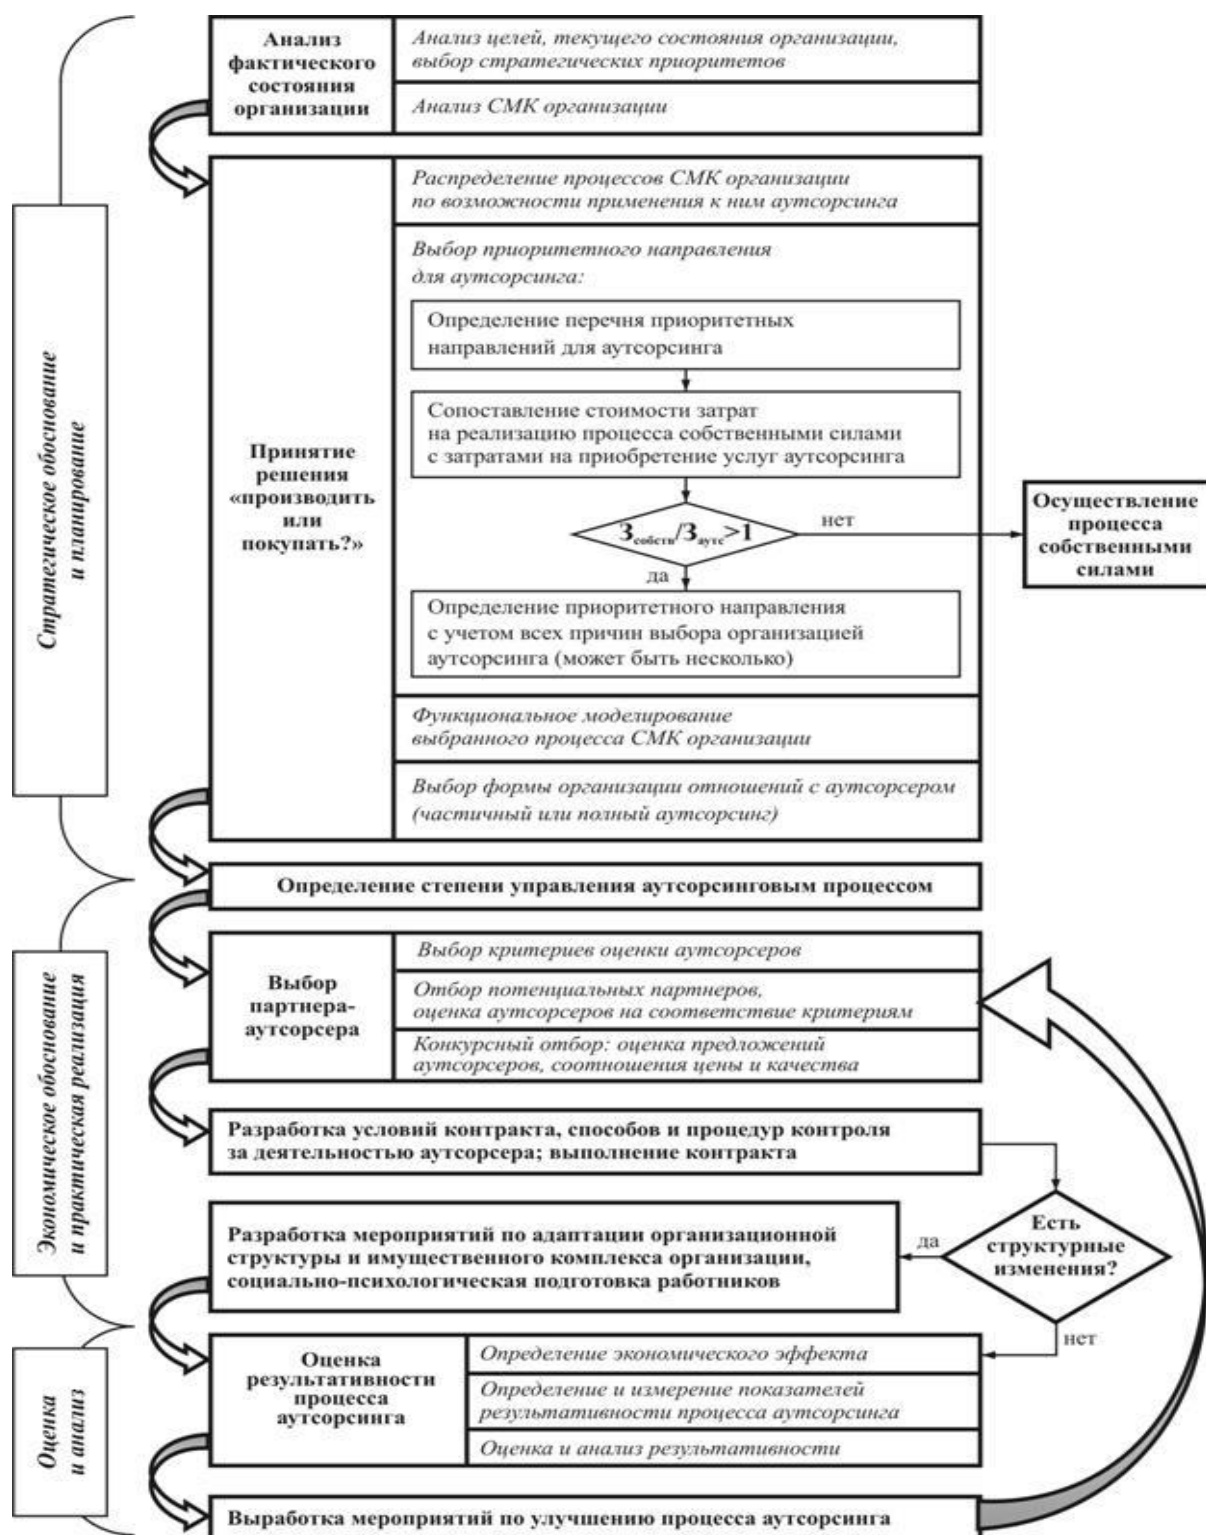 Стратегическое обоснование
и планирование
Анализ
фактического
состояния
организации
Анализ целей, текущего состояния организации,
выбор стратегических приоритетов
Анализ СМК организации
Принятие
решения
«производить
или
покупать?»
Распределение процессов СМК организации
по возможности применения к ним аутсорсинга
Выбор приоритетного направления
для аутсорсинга:
Определение перечня приоритетных
направлений для аутсорсинга
Сопоставление стоимости затрат
на реализацию процесса собственными силами
с затратами на приобретение услуг аутсорсинга
Зсобств/Заутс>1
нет
Осуществление
процесса
собственными
силами
да
Определение приоритетного направления
с учетом всех причин выбора организацией
аутсорсинга (может быть несколько)
Функциональное моделирование
выбранного процесса СМК организации
Выбор формы организации отношений с аутсорсером
(частичный или полный аутсорсинг)
Экономическое обоснование
и практическая реализация
Определение степени управления аутсорсинговым процессом
Выбор
партнера-
аутсорсера
Выбор критериев оценки аутсорсеров
Отбор потенциальных партнеров,
оценка аутсорсеров на соответствие критериям
Конкурсный отбор: оценка предложений
аутсорсеров, соотношения цены и качества
Разработка условий контракта, способов и процедур контроля
за деятельностью аутсорсера; выполнение контракта
Есть
структурные
изменения?
да
Разработка мероприятий по адаптации организационной
структуры и имущественного комплекса организации,
социально-психологическая подготовка работников
нет
Оценка
и анализ
Оценка
результативности
процесса
аутсорсинга
Определение экономического эффекта
Определение и измерение показателей
результативности процесса аутсорсинга
Оценка и анализ результативности
Выработка мероприятий по улучшению процесса аутсорсинга